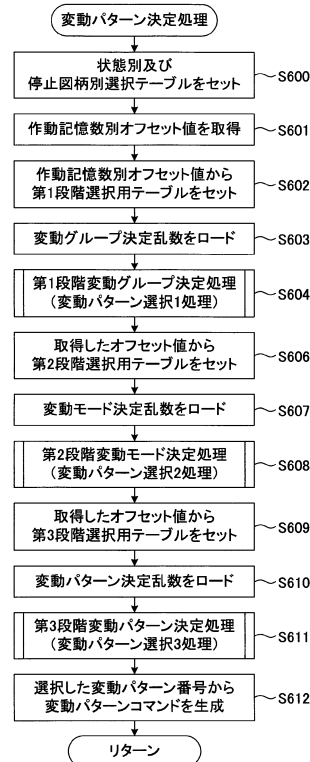 変動パターン決定処理
状態別及び
停止図柄別選択テーブルをセット
S600
作動記憶数別オフセット値を取得
S601
作動記憶数別オフセット値から
第1段階選択用テーブルをセット
S602
変動グループ決定乱数をロード
S603
第1段階変動グループ決定処理
(変動パターン選択1処理)
S604
取得したオフセット値から
第2段階選択用テーブルをセット
S606
変動モード決定乱数をロード
S607
第2段階変動モード決定処理
(変動パターン選択2処理)
S608
取得したオフセット値から
第3段階選択用テーブルをセット
S609
変動パターン決定乱数をロード
S610
第3段階変動パターン決定処理
(変動パターン選択3処理)
S611
選択した変動パターン番号から
変動パターンコマンドを生成
S612
リターン